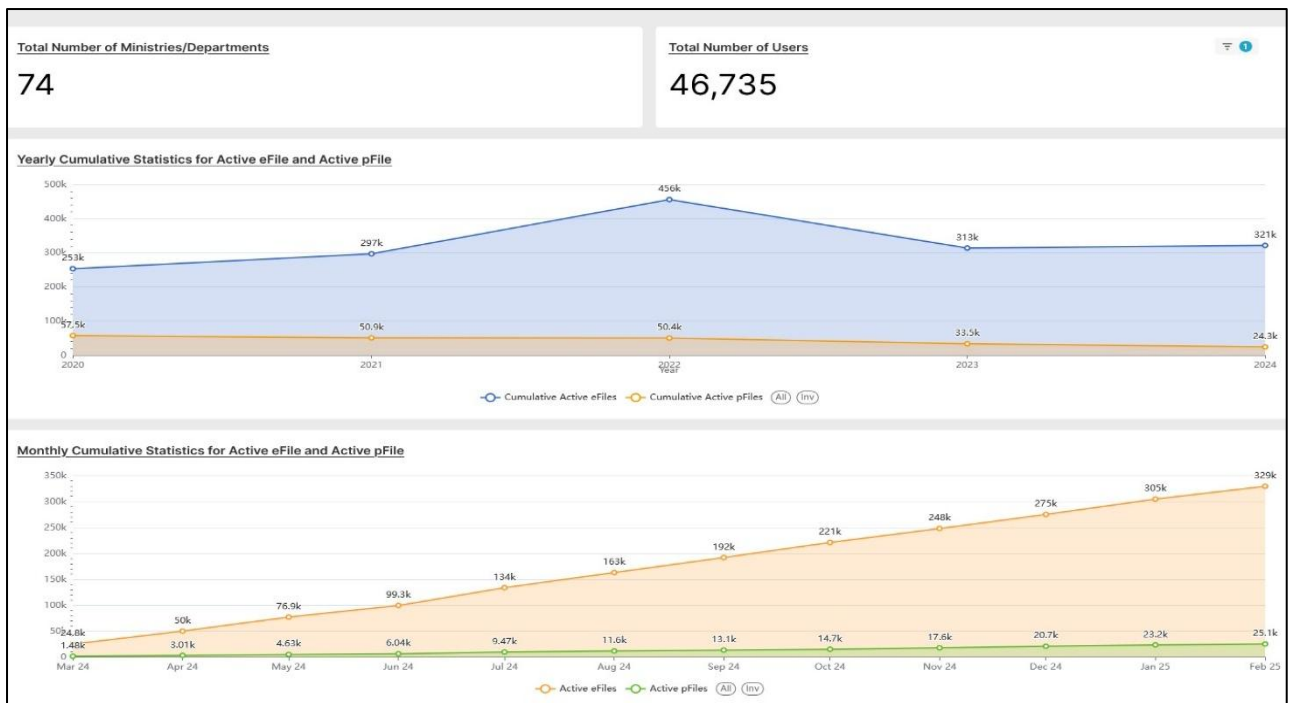 Total Number of Ministries/Departments
74
Total Number of Users
1
46,735
Yearly Cumulative Statistics for Active eFile and Active pFile
500k
456k
400k
297k
313k
321k
300k
253k
200k
100k
57.5k
50.9k
50.4k
33.5k
24.3k
0
2020
2021
2022
2023
2024
Year
Cumulative Active eFiles Cumulative Active pFiles All Inv
Monthly Cumulative Statistics for Active eFile and Active pFile
350k
329k
305k
300k
275k
250k
248k
221k
200k
192k
163k
150k
134k
100k
99.3k
76.9k
50k
50k
24.8k
1.48k
3.01k
4.63k
6.04k
9.47k
11.6k
13.1k
14.7k
17.6k
20.7k
23.2k
25.1k
0
Mar 24
Apr 24
May 24
Jun 24
Jul 24
Aug 24
Sep 24
Oct 24
Nov 24
Dec 24
Jan 25
Feb 25
Active eFiles Active pFiles All Inv